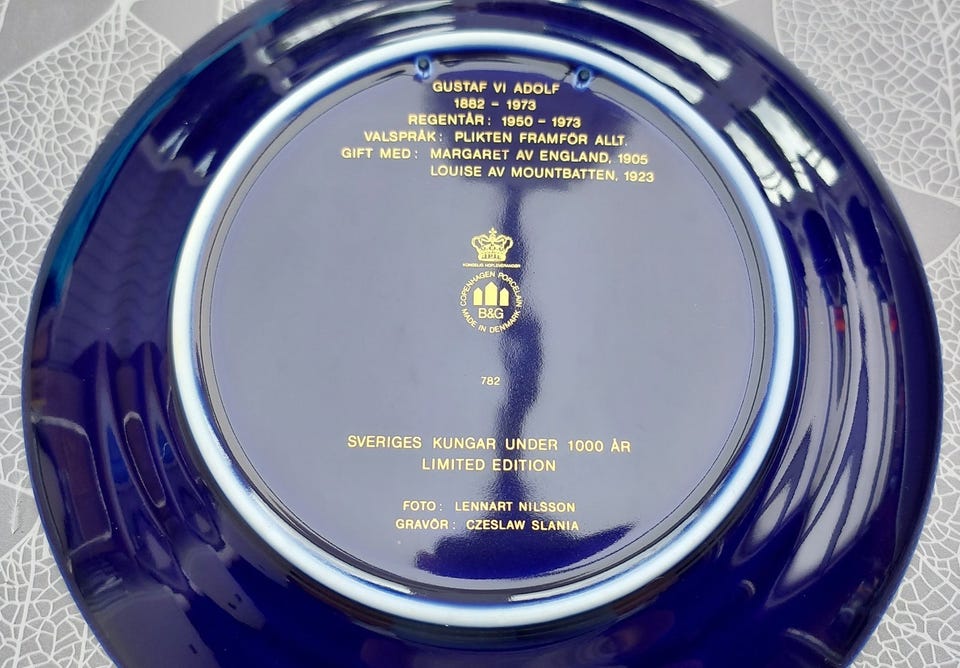 GUSTAF VI ADOLF
1882 - 1973
REGENTÅR: 1950 - 1973
VALSPRÅK: PLIKTEN FRAMFÖR ALLT.
GIFT MED: MARGARET AV ENGLAND, 1905
LOUISE AV MOUNTBATTEN, 1923
KONGELIG HOFLEVERANDØR
COPENHAGEN PORCELAIN
B&G
MADE IN DENMARK
782
SVERIGES KUNGAR UNDER 1000 ÅR
LIMITED EDITION
FOTO: LENNART NILSSON
GRAVÖR: CZESLAW SLANIA